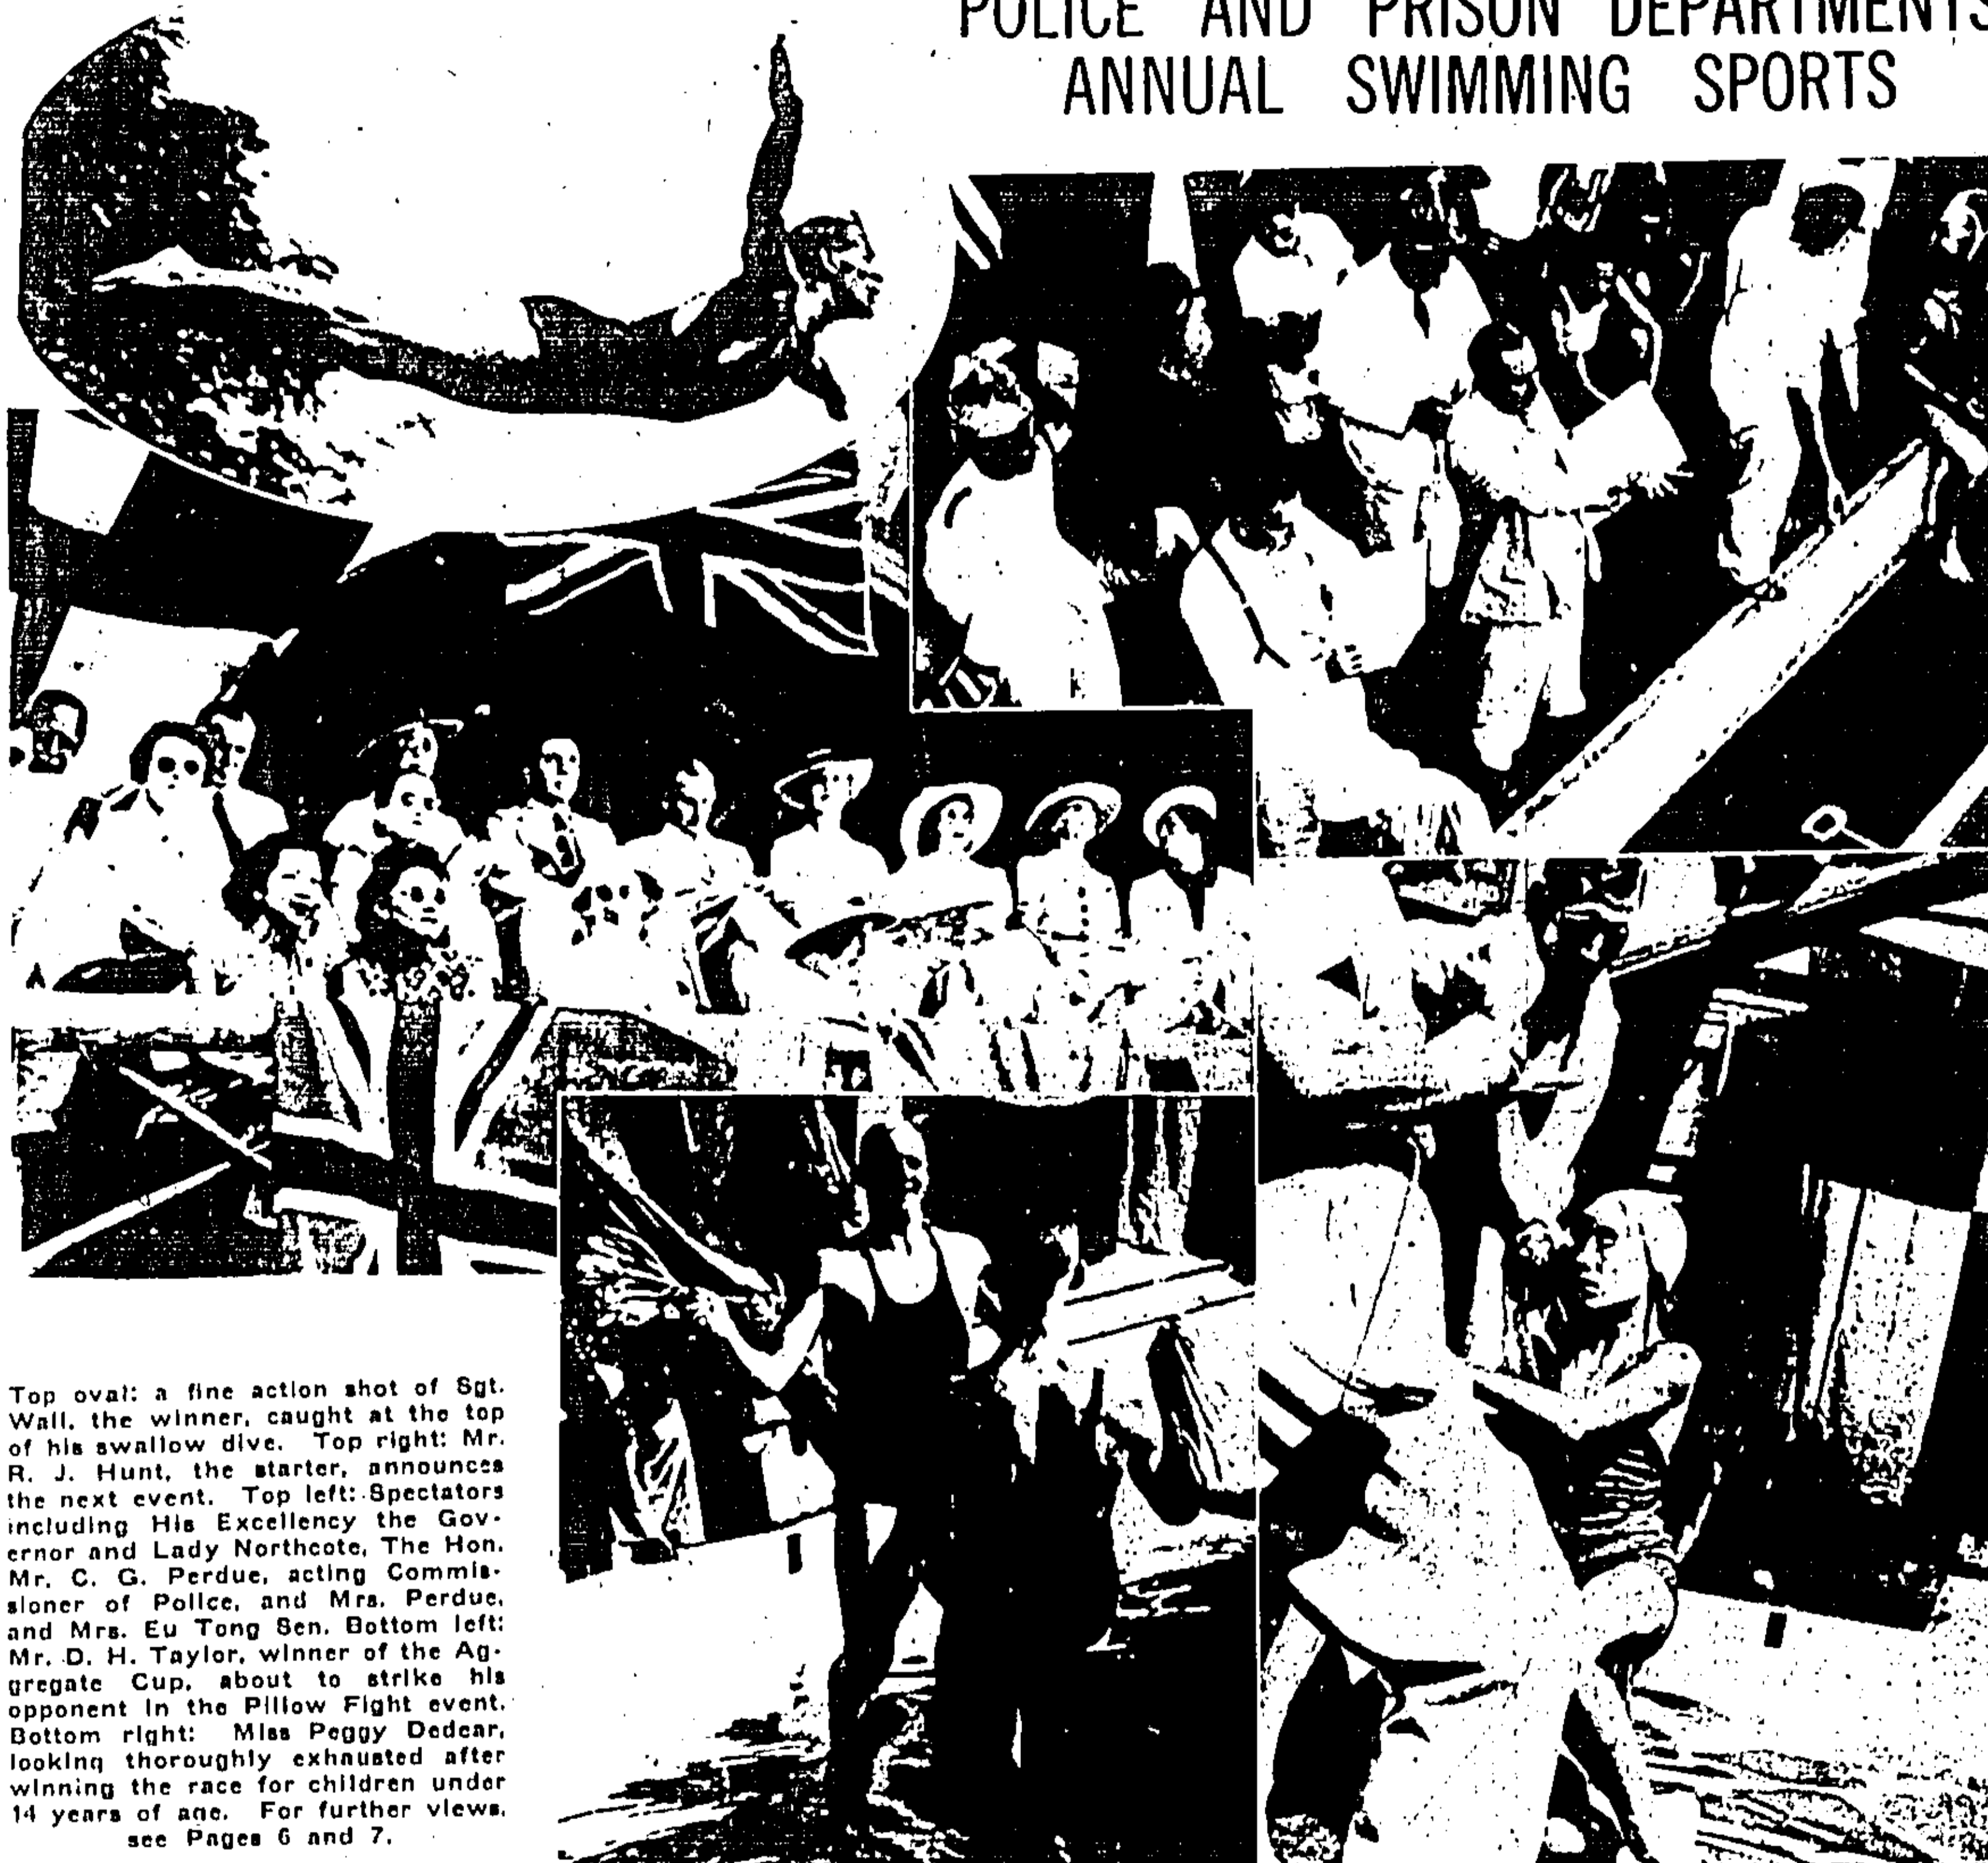 POLICE AND PRISON DEPARTMENTS
ANNUAL SWIMMING SPORTS
Top oval: a fine action shot of Sgt.
Wall, the winner, caught at the top
of his swallow dive. Top right: Mr.
R. J. Hunt, the starter, announces
the next event. Top left: Spectators
including His Excellency the Gov-
ernor and Lady Northcote, The Hon.
Mr. C. G. Perdue, acting Commis-
sioner of Police, and Mrs. Perdue,
and Mrs. Eu Tong Sen. Bottom left:
Mr. D. H. Taylor, winner of the Ag-
gregate Cup, about to strike his
opponent in the Pillow Fight event.
Bottom right: Miss Peggy Dedear,
looking thoroughly exhausted after
winning the race for children under
14 years of age. For further views,
see Pages 6 and 7.